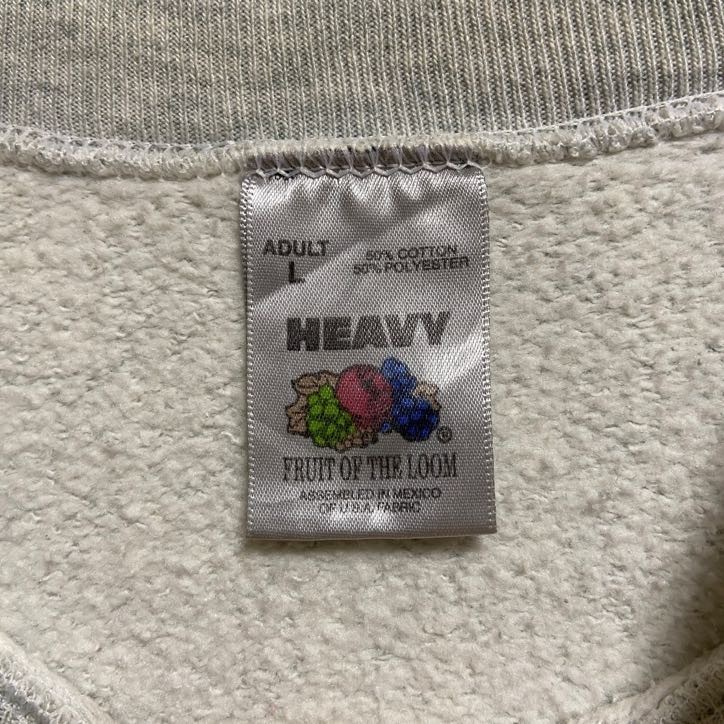 ADULT
L
50% COTTON
50% POLYESTER
HEAVY
®
FRUIT OF THE LOOM
ASSEMBLED IN MEXICO
OF U.S.A. FABRIC